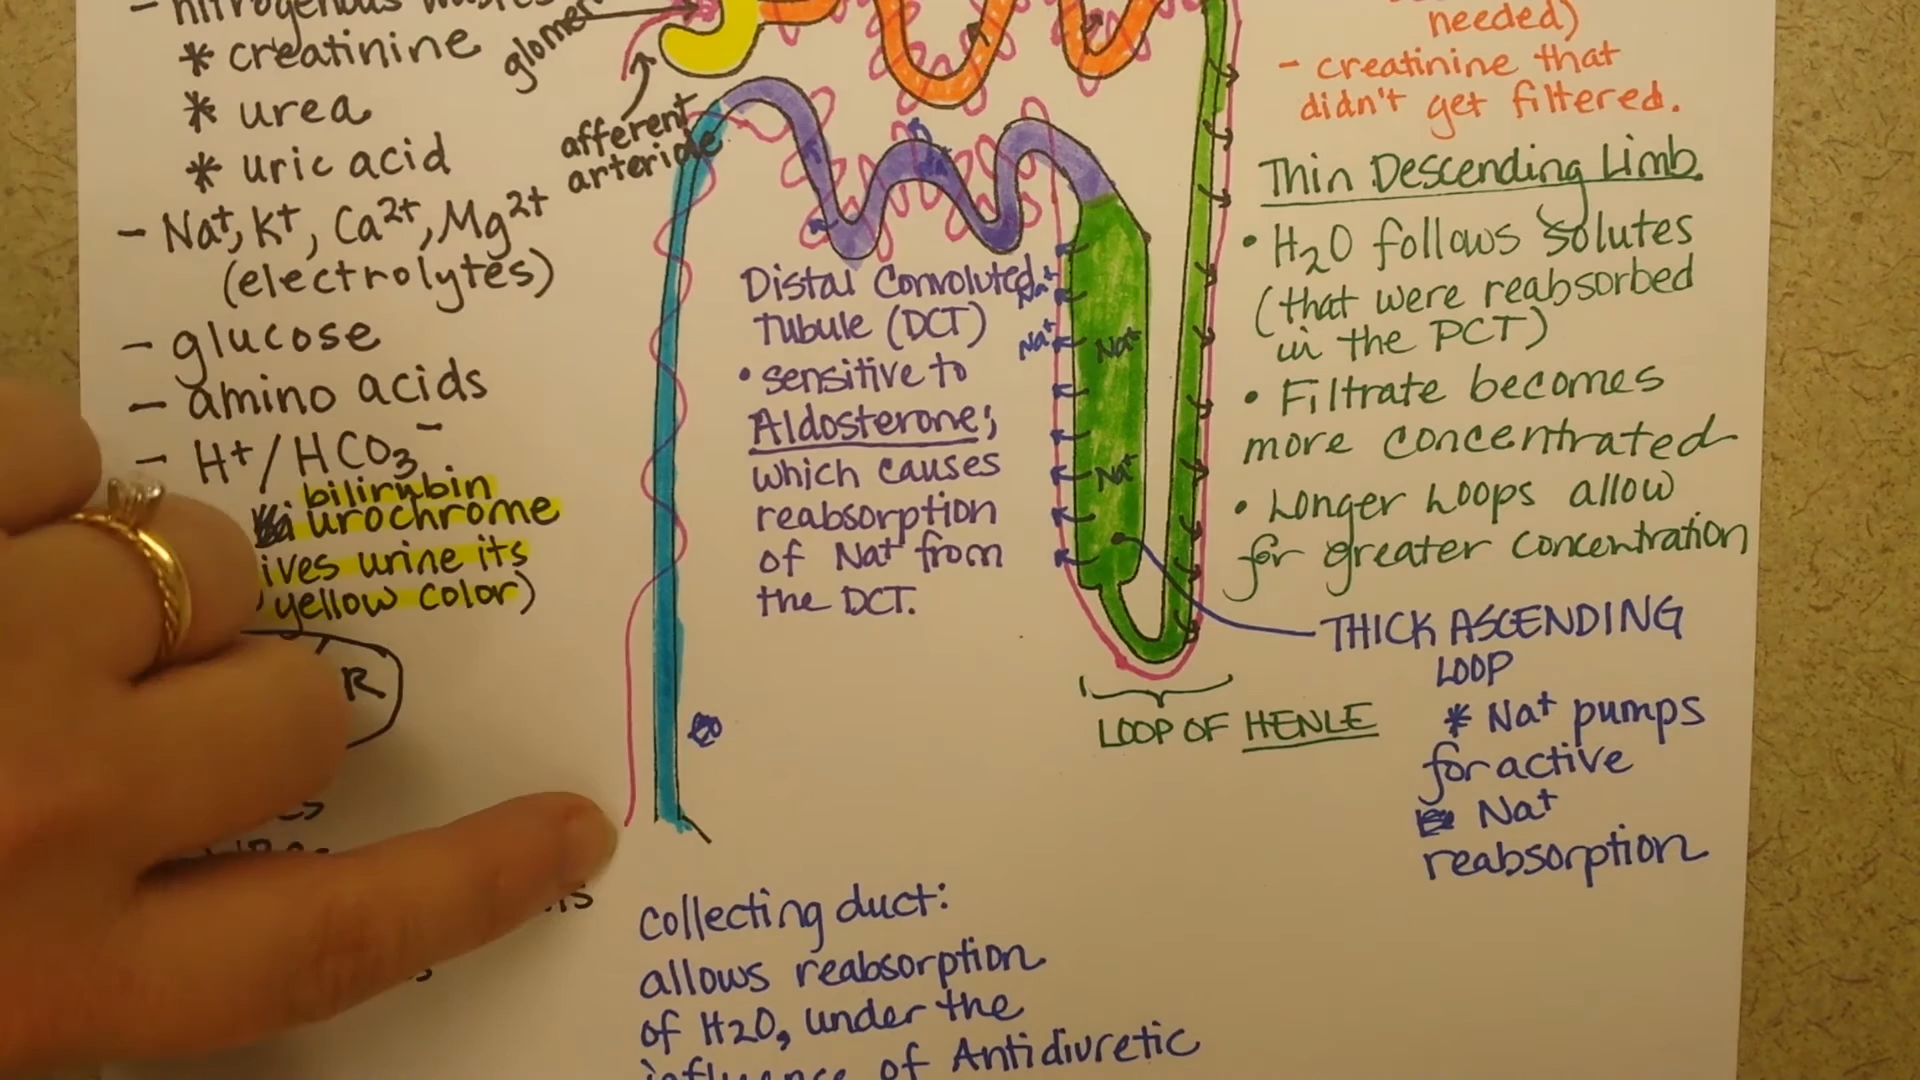 - nitrogenous wastes
* creatinine
* urea
* uric acid
- Na+, K+, Ca2+, Mg2+
(electrolytes)
- glucose
- amino acids
- H+/HCO3-
bilirubin
urochrome
ives urine its
yellow color)
R
glomer
afferent
arteriole
Distal Convoluted
Tubule (DCT)
• sensitive to
Aldosterone;
which causes
reabsorption
of Na+ from
the DCT.
Na+
Na+
Na+
Na+
needed)
- creatinine that
didn't get filtered.
Thin Descending Limb
• H2O follows solutes
(that were reabsorbed
in the PCT)
• Filtrate becomes
more concentrated
• Longer Loops allow
for greater concentration
THICK ASCENDING
LOOP
* Na+ pumps
for active
Na+
reabsorption
LOOP OF HENLE
collecting duct:
allows reabsorption
of H2O, under the
influence of Antidiuretic